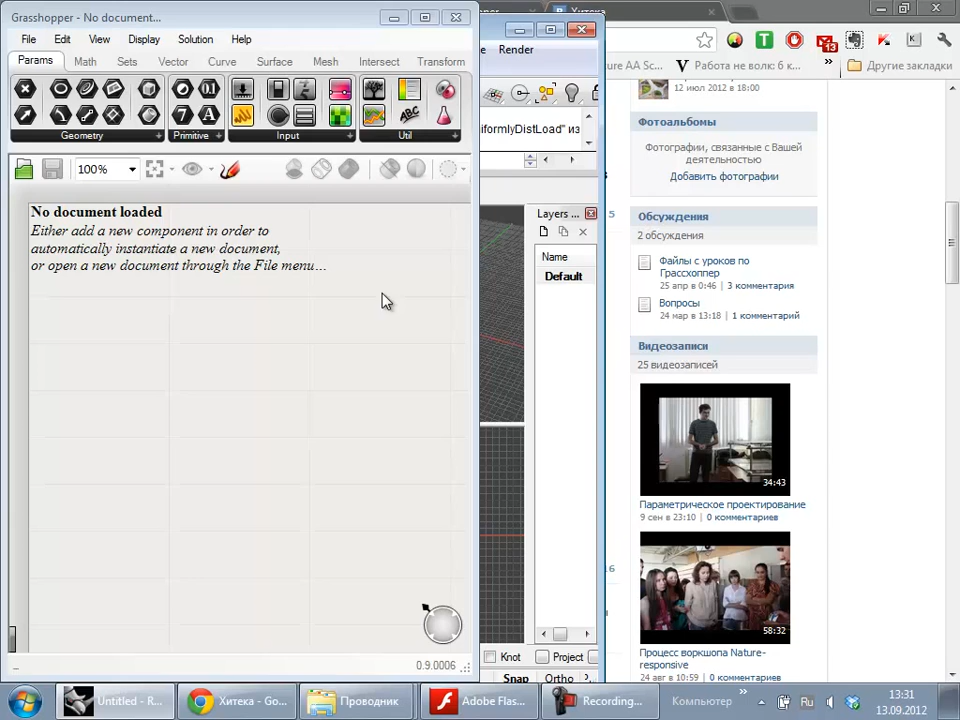 Grasshopper - No document...
Хитека
File Edit View Display Solution Help
Render
Params Math Sets Vector Curve Surface Mesh Intersect Transform
13
Работа не волк: 6 к...
Другие закладки
12 июл 2012 в 18:00
Geometry Primitive Input Util
Фотоальбомы
Фотографии, связанные с Вашей
деятельностью
Добавить фотографии
100%
No document loaded
Either add a new component in order to
automatically instantiate a new document,
or open a new document through the File menu...
Layers ...
Name
Default
Обсуждения
2 обсуждения
Файлы с уроков по
Грассхоппер
25 апр в 0:46 | 3 комментария
Вопросы
24 мар в 13:18 | 1 комментарий
Видеозаписи
25 видеозаписей
34:43
Параметрическое проектирование
9 сен в 23:10 | 0 комментариев
58:32
Процесс воркшопа Nature-
responsive
24 авг в 10:59 | 0 комментариев
0.9.0006
Knot Project
Snap Ortho
Untitled - R...
Хитека - Go...
Проводник
Adobe Flas...
Recording...
Компьютер
Ru
13:31
13.09.2012